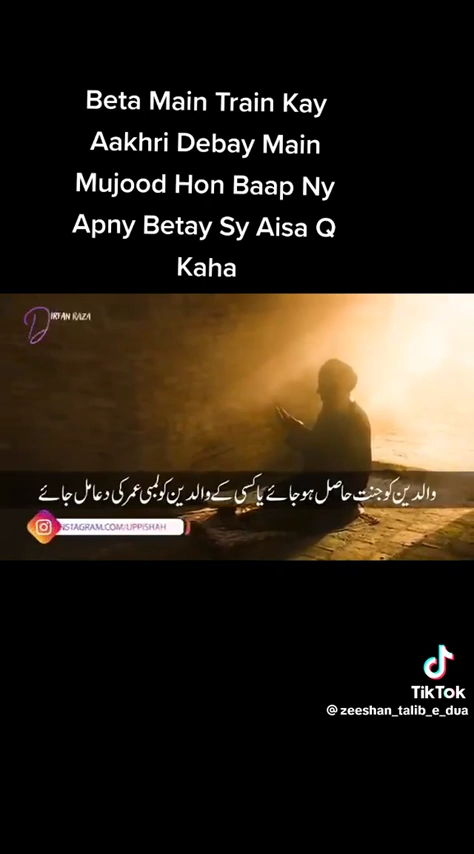 Beta Main Train Kay
Aakhri Debay Main
Mujood Hon Baap Ny
Apny Betay Sy Aisa Q
Kaha
DIRFAN RAZA
والدین کو جنت حاصل ہو جائے یا کسی کے والدین کو لمبی عمر کی دعا مل جائے
INSTAGRAM.COM/UPPISHAH
TikTok
@zeeshan_talib_e_dua